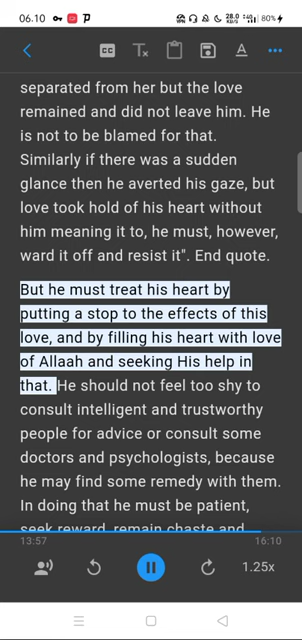 06.10
28.0
KB/S
80%
separated from her but the love
remained and did not leave him. He
is not to be blamed for that.
Similarly if there was a sudden
glance then he averted his gaze, but
love took hold of his heart without
him meaning it to, he must, however,
ward it off and resist it". End quote.
But he must treat his heart by
putting a stop to the effects of this
love, and by filling his heart with love
of Allaah and seeking His help in
that. He should not feel too shy to
consult intelligent and trustworthy
people for advice or consult some
doctors and psychologists, because
he may find some remedy with them.
In doing that he must be patient,
seek reward, remain chaste and
13:57
16:10
1.25x